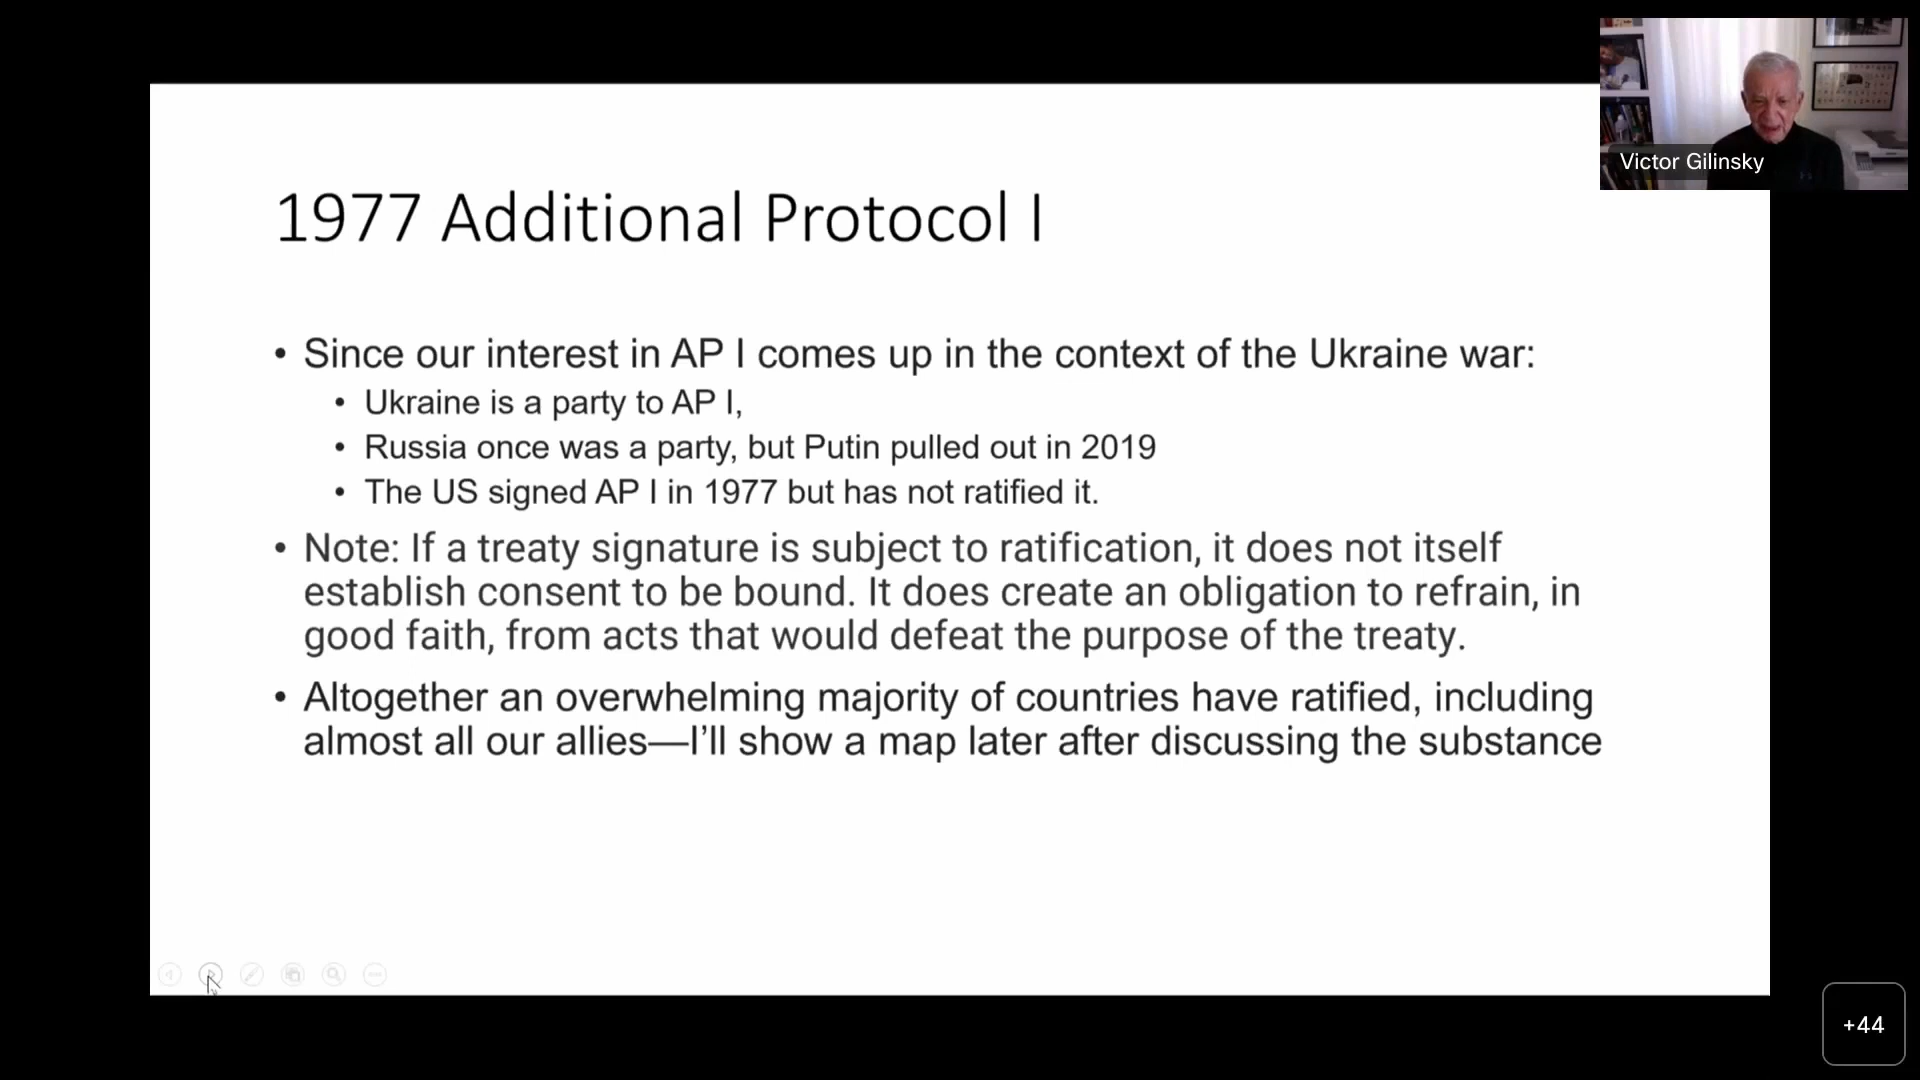 Victor Gilinsky
1977 Additional Protocol I
• Since our interest in AP I comes up in the context of the Ukraine war:
• Ukraine is a party to AP I,
• Russia once was a party, but Putin pulled out in 2019
• The US signed AP I in 1977 but has not ratified it.
• Note: If a treaty signature is subject to ratification, it does not itself
establish consent to be bound. It does create an obligation to refrain, in
good faith, from acts that would defeat the purpose of the treaty.
• Altogether an overwhelming majority of countries have ratified, including
almost all our allies—I’ll show a map later after discussing the substance
+44